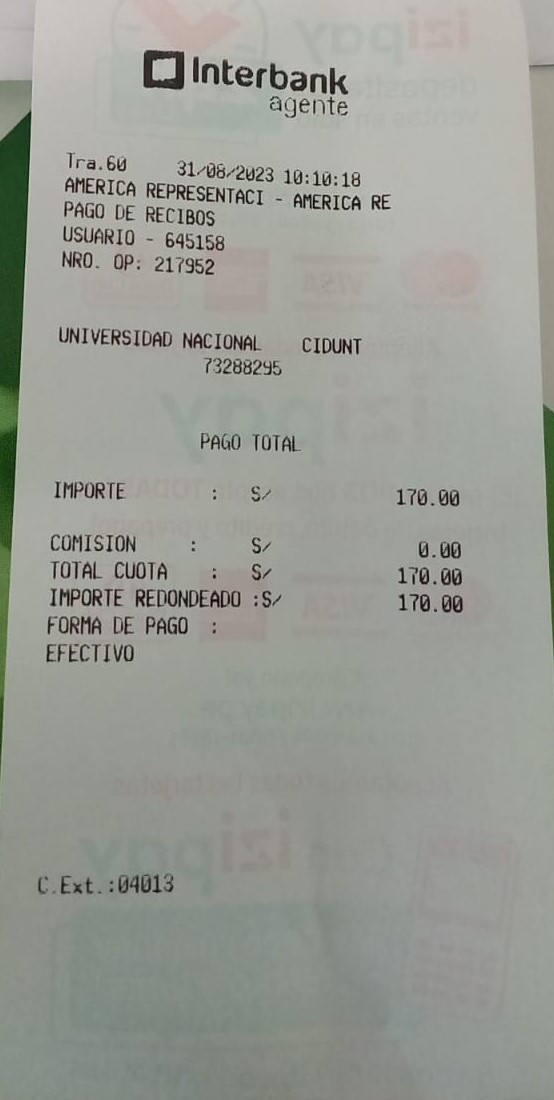 Interbank
agente
Tra.60 31/08/2023 10:10:18
AMERICA REPRESENTACI - AMERICA RE
PAGO DE RECIBOS
USUARIO - 645158
NRO. OP: 217952
UNIVERSIDAD NACIONAL CIDUNT
73288295
PAGO TOTAL
IMPORTE : S/ 170.00
COMISION : S/ 0.00
TOTAL CUOTA : S/ 170.00
IMPORTE REDONDEADO :S/ 170.00
FORMA DE PAGO :
EFECTIVO
C.Ext.:04013